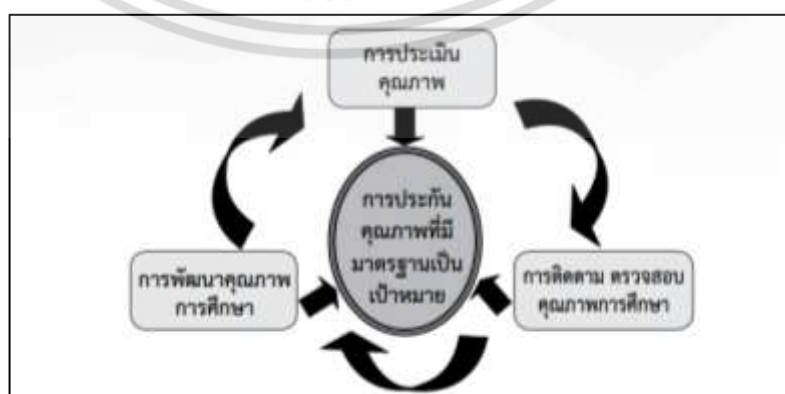 การประเมิน
คุณภาพ
การประกัน
คุณภาพที่มี
มาตรฐานเป็น
เป้าหมาย
การพัฒนาคุณภาพ
การศึกษา
การติดตาม ตรวจสอบ
คุณภาพการศึกษา